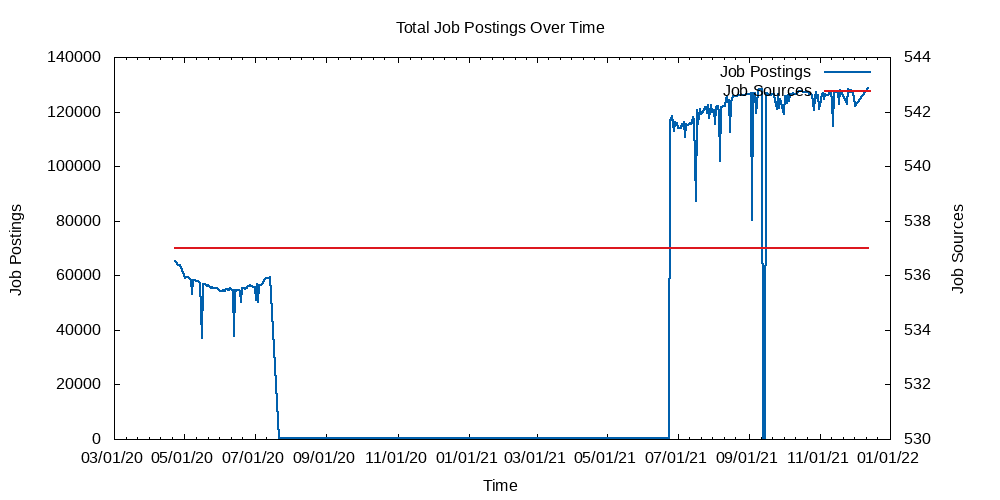 Total Job Postings Over Time
140000
120000
100000
80000
60000
40000
20000
0
Job Postings
544
542
540
538
536
534
532
530
Job Sources
Job Postings
Job Sources
03/01/20 05/01/20 07/01/20 09/01/20 11/01/20 01/01/21 03/01/21 05/01/21 07/01/21 09/01/21 11/01/21 01/01/22
Time